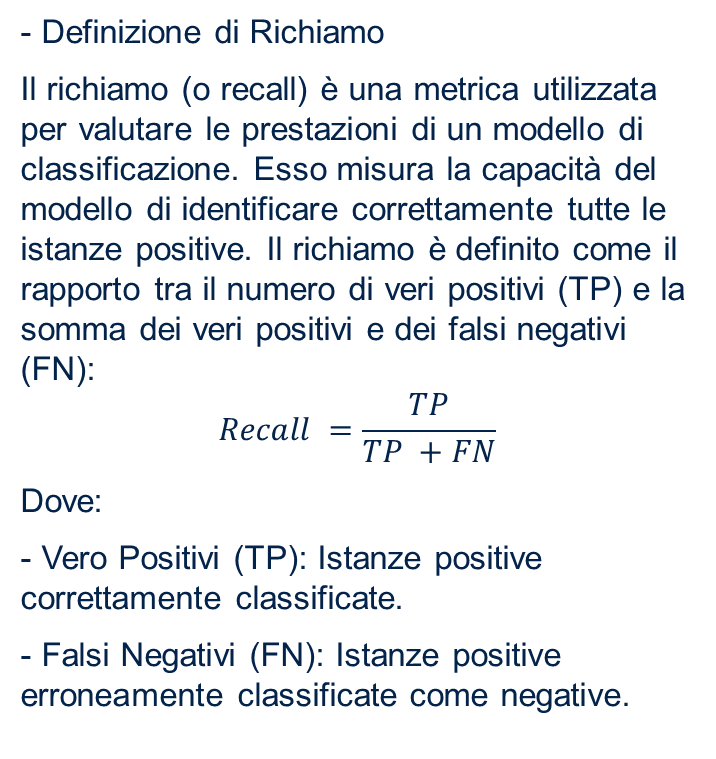 - Definizione di Richiamo
Il richiamo (o recall) è una metrica utilizzata
per valutare le prestazioni di un modello di
classificazione. Esso misura la capacità del
modello di identificare correttamente tutte le
istanze positive. Il richiamo è definito come il
rapporto tra il numero di veri positivi (TP) e la
somma dei veri positivi e dei falsi negativi
(FN):
Recall = TP / TP + FN
Dove:
- Vero Positivi (TP): Istanze positive
correttamente classificate.
- Falsi Negativi (FN): Istanze positive
erroneamente classificate come negative.